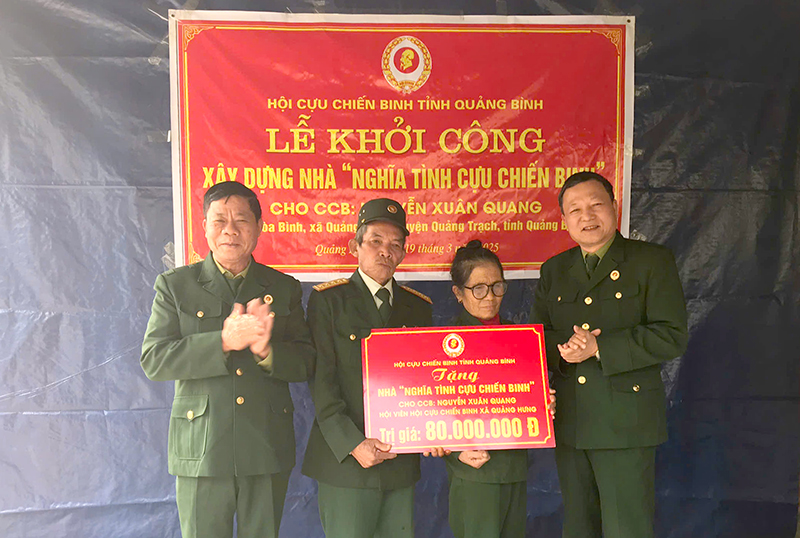 HỘI CỰU CHIẾN BINH TỈNH QUẢNG BÌNH
LỄ KHỞI CÔNG
XÂY DỰNG NHÀ “NGHĨA TÌNH CỰU CHIẾN BINH”
CHO CCB: NGUYỄN XUÂN QUANG
Bình, xã Quảng Quảng Trạch, tỉnh Quảng
Quảng 19 tháng 3 2025
HỘI CỰU CHIẾN BINH TỈNH QUẢNG BÌNH
Tặng
NHÀ “NGHĨA TÌNH CỰU CHIẾN BINH”
CHO CCB: NGUYỄN XUÂN QUANG
HỘI VIÊN HỘI CỰU CHIẾN BINH XÃ QUẢNG HƯNG
Trị giá: 80.000.000 Đ